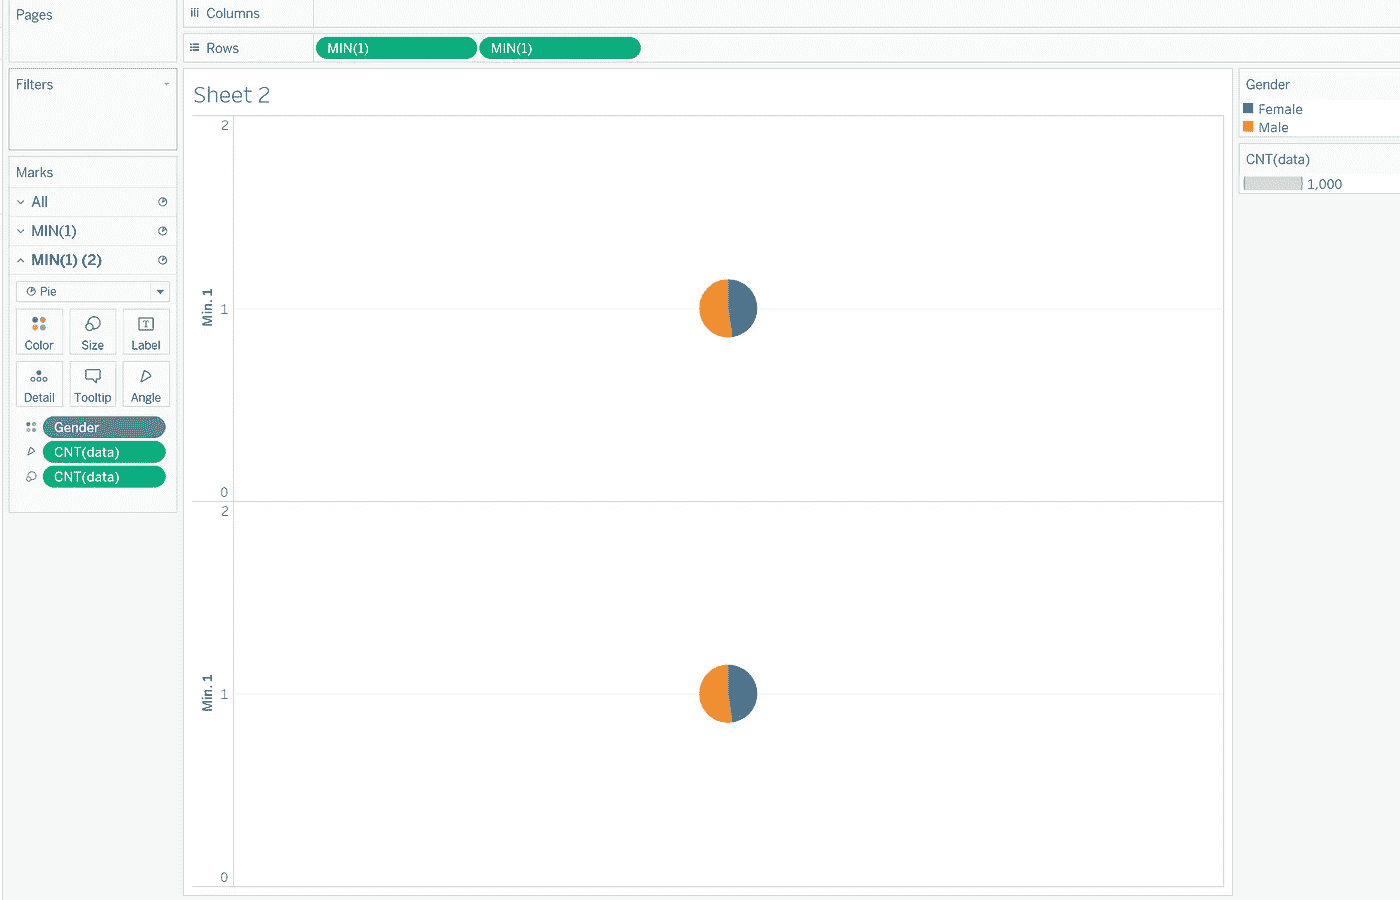 Pages
Columns
Rows
MIN(1) MIN(1)
Filters
Marks
All
MIN(1)
MIN(1) (2)
Pie
Color Size Label
Detail Tooltip Angle
Gender
CNT(data)
CNT(data)
Sheet 2
2
Min. 1
1
0
2
Min. 1
1
0
Gender
Female
Male
CNT(data)
1,000